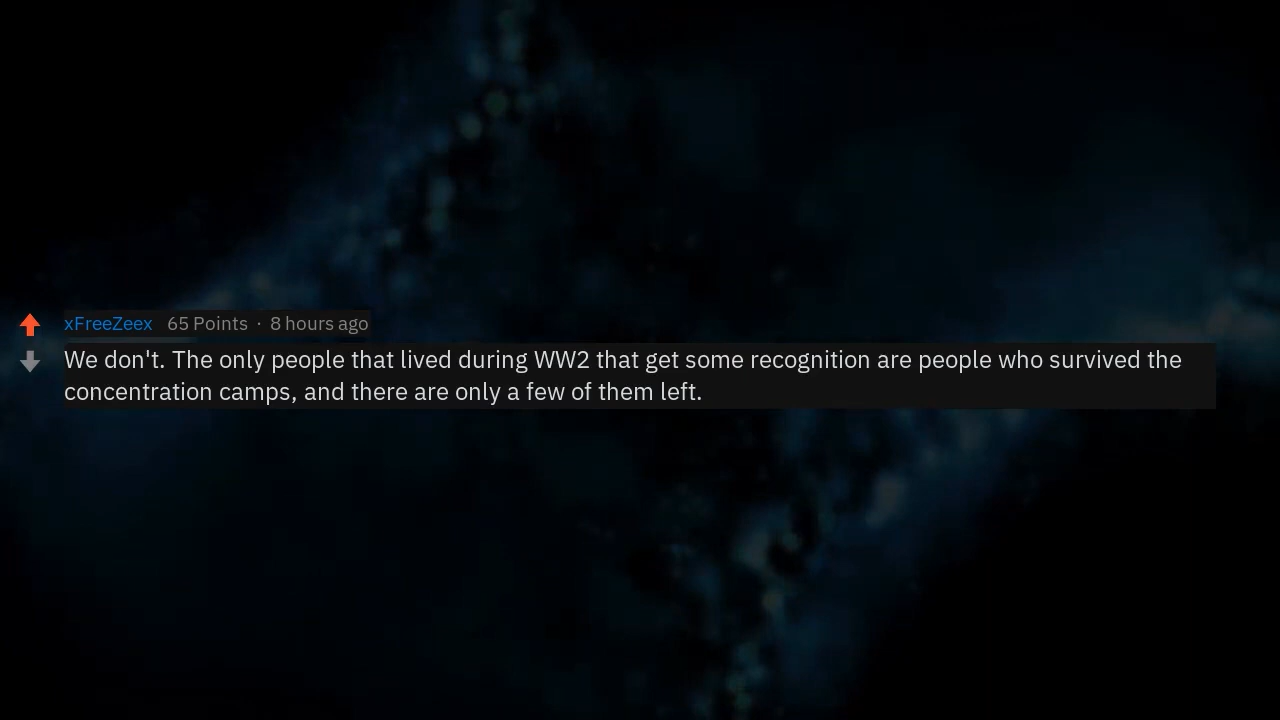 xFreeZeex 65 Points · 8 hours ago
We don't. The only people that lived during WW2 that get some recognition are people who survived the
concentration camps, and there are only a few of them left.